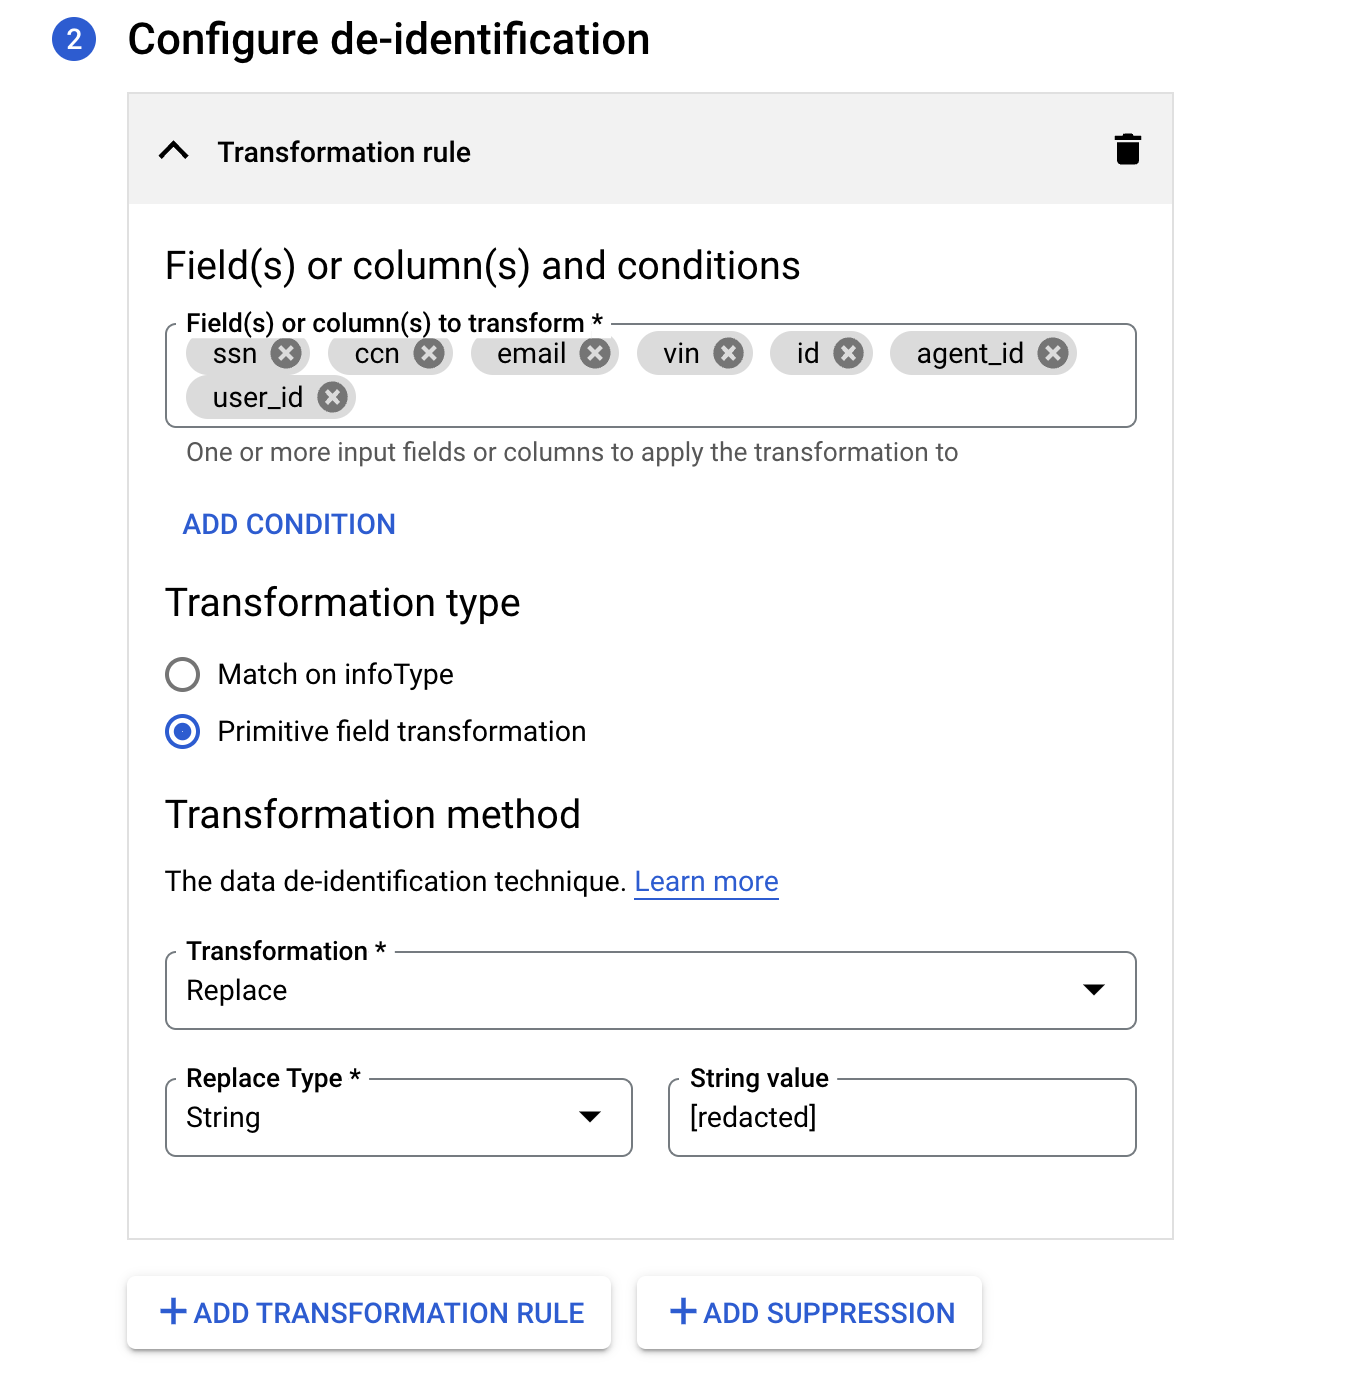 2 Configure de-identification
Transformation rule
Field(s) or column(s) and conditions
Field(s) or column(s) to transform *
ssn ccn email vin id agent_id
user_id
One or more input fields or columns to apply the transformation to
ADD CONDITION
Transformation type
Match on infoType
Primitive field transformation
Transformation method
The data de-identification technique. Learn more
Transformation *
Replace
Replace Type * String value
String [redacted]
+ ADD TRANSFORMATION RULE + ADD SUPPRESSION